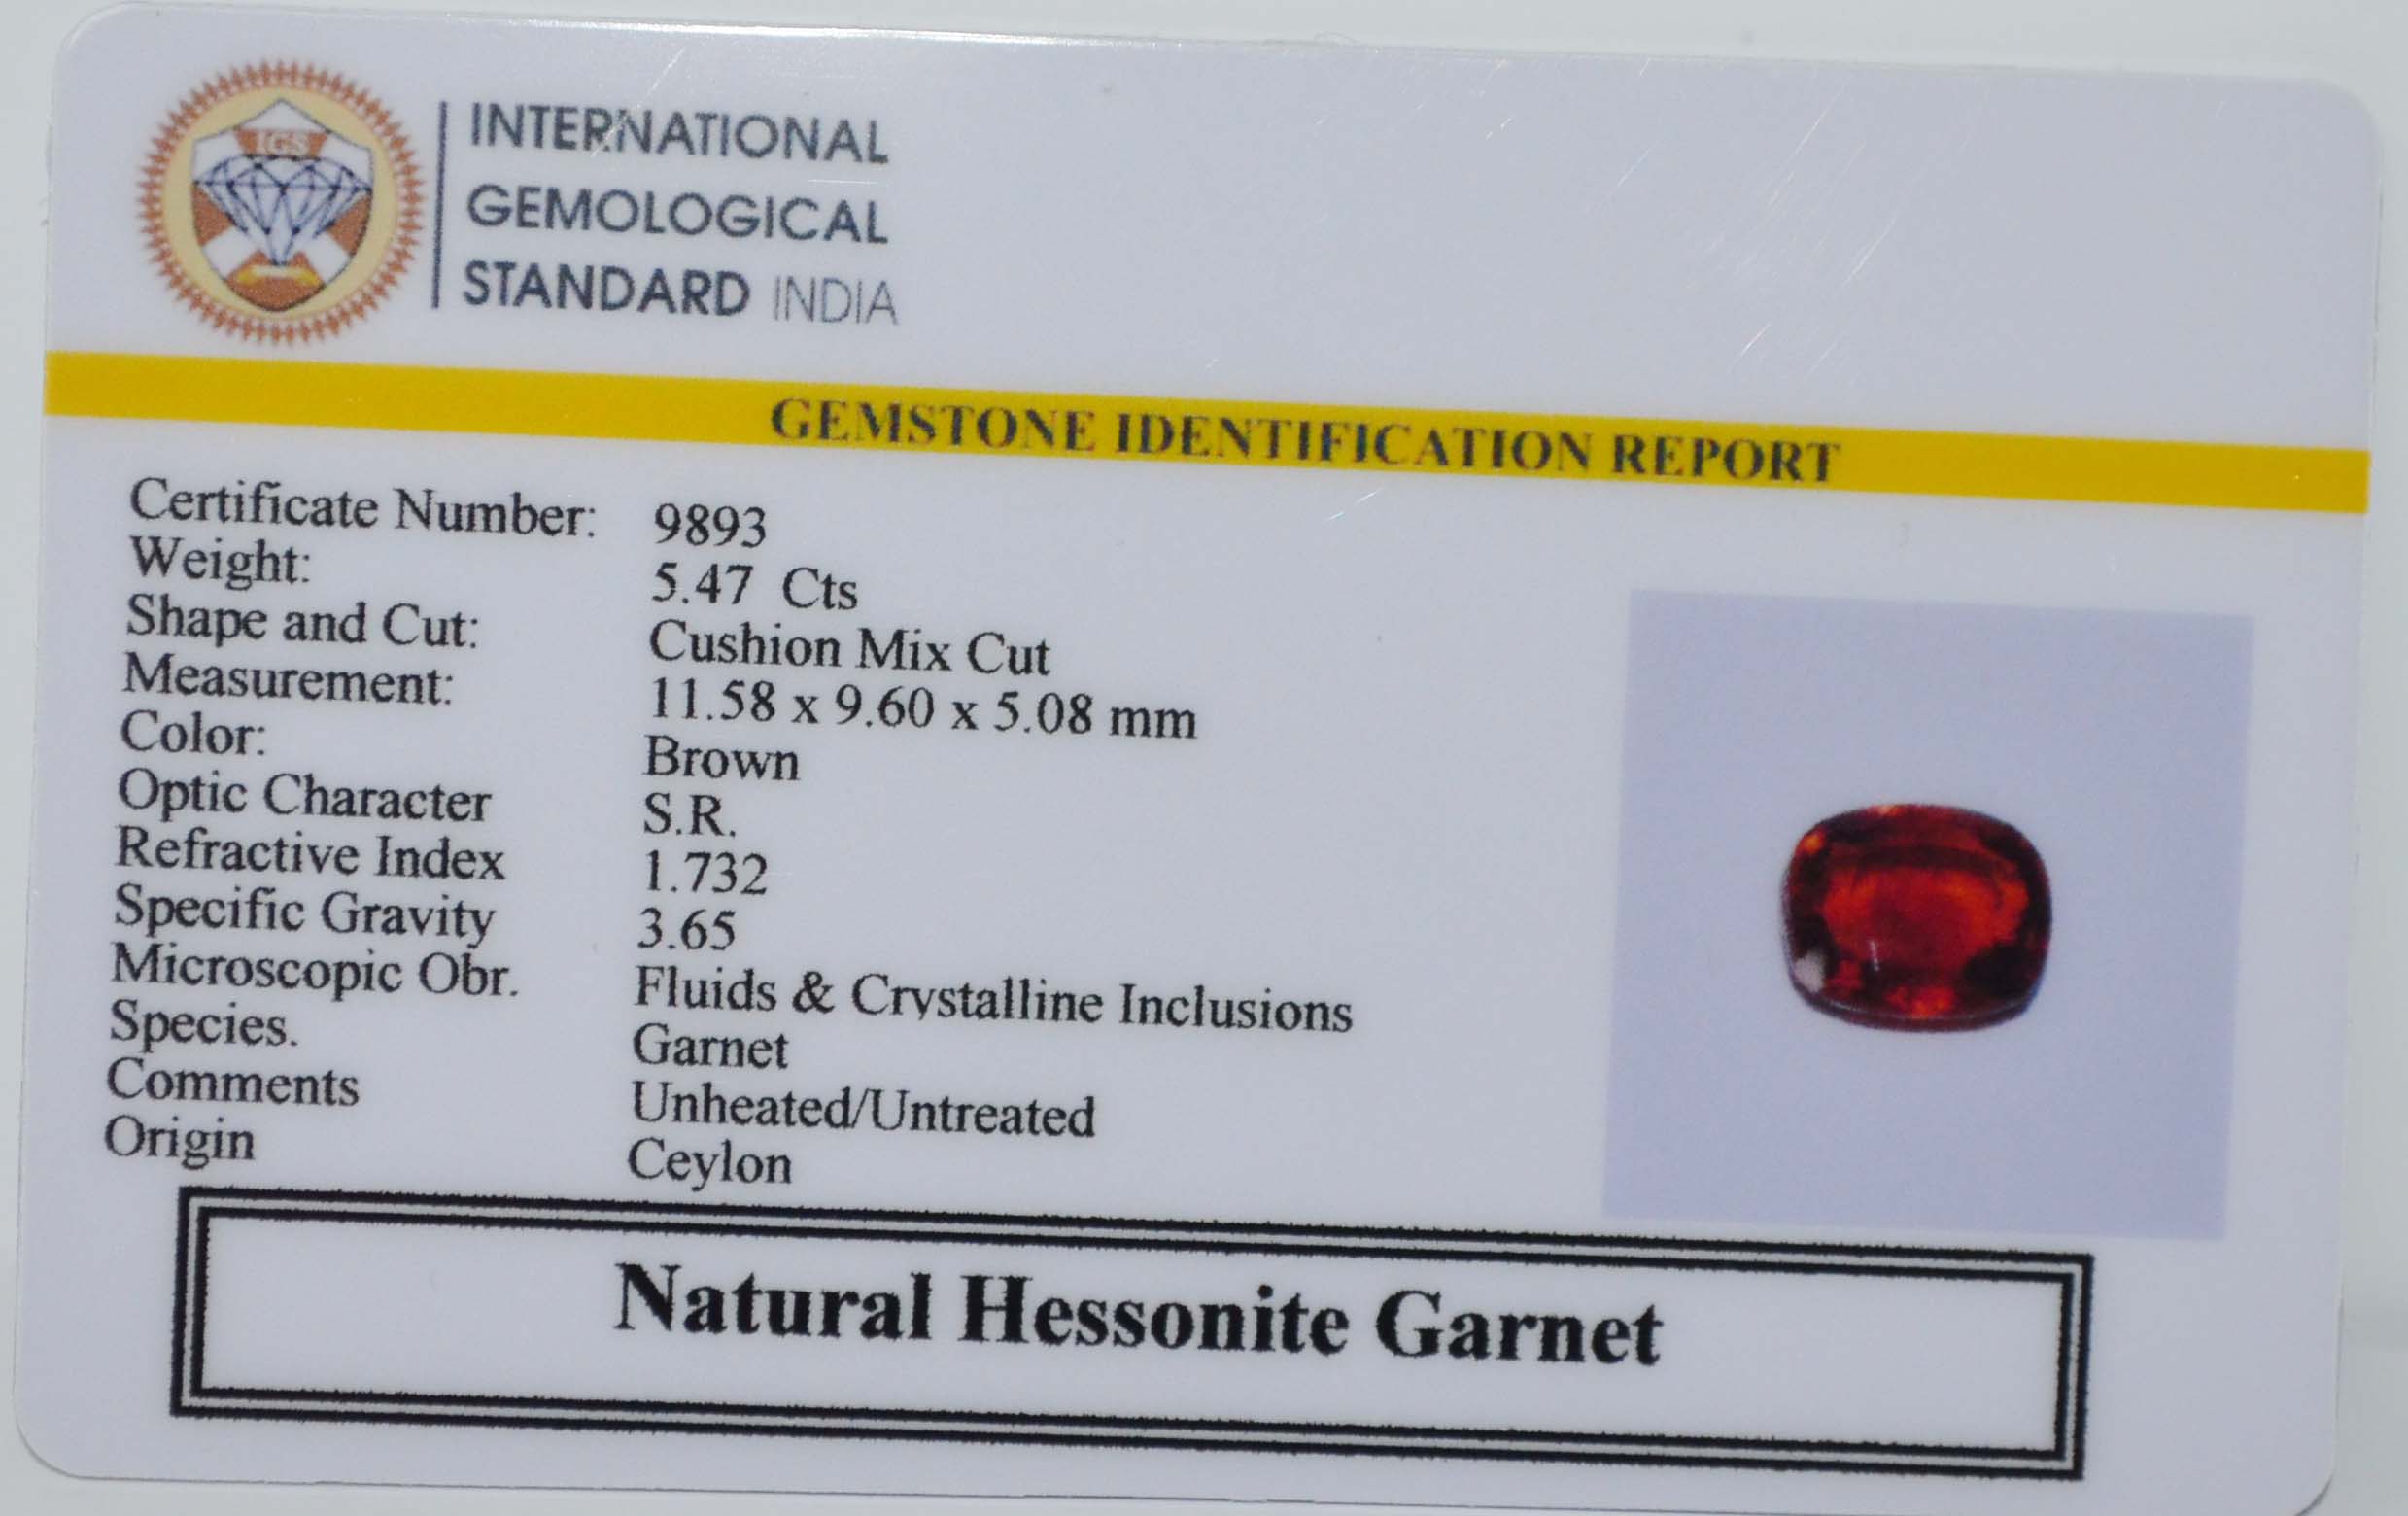 IGS
INTERNATIONAL
GEMOLOGICAL
STANDARD INDIA
GEMSTONE IDENTIFICATION REPORT
Certificate Number: 9893
Weight: 5.47 Cts
Shape and Cut: Cushion Mix Cut
Measurement: 11.58 x 9.60 x 5.08 mm
Color: Brown
Optic Character S.R.
Refractive Index 1.732
Specific Gravity 3.65
Microscopic Obr. Fluids & Crystalline Inclusions
Species. Garnet
Comments Unheated/Untreated
Origin Ceylon
Natural Hessonite Garnet